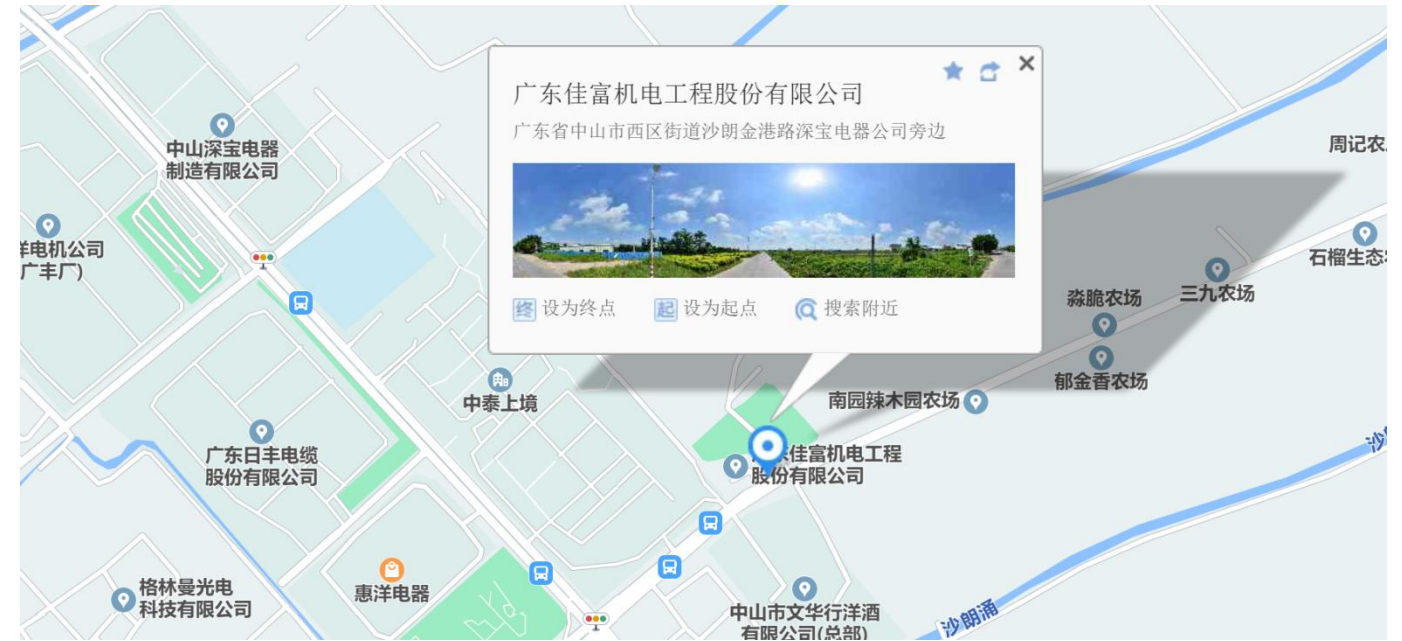 广东佳富机电工程股份有限公司
广东省中山市西区街道沙朗金港路深宝电器公司旁边
终 设为终点
起 设为起点
搜索附近
中山深宝电器
制造有限公司
周记农
电机公司
广丰厂)
石榴生态
三九农场
淼脆农场
郁金香农场
南园辣木园农场
中泰上境
佳富机电工程
股份有限公司
广东日丰电缆
股份有限公司
沙
格林曼光电
科技有限公司
惠洋电器
中山市文华行洋酒
有限公司(总部)
沙朗涌